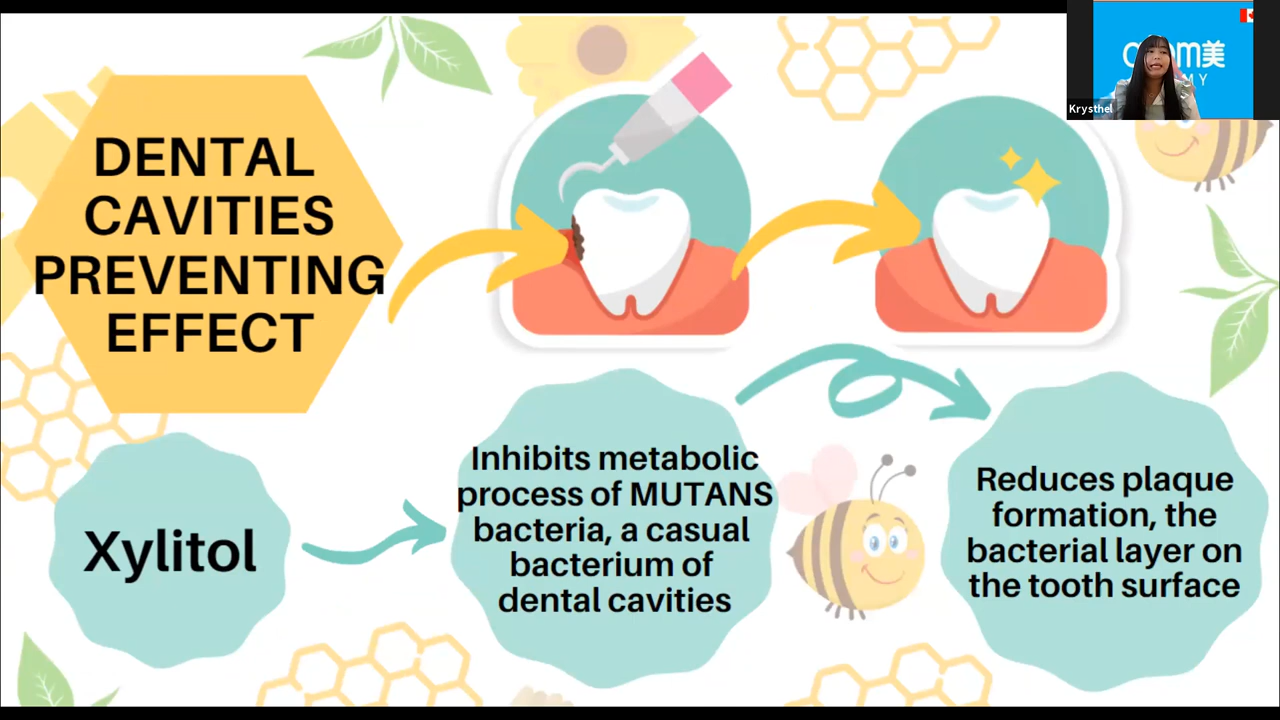 DENTAL
CAVITIES
PREVENTING
EFFECT
Krysthel
Xylitol
Inhibits metabolic
process of MUTANS
bacteria, a casual
bacterium of
dental cavities
Reduces plaque
formation, the
bacterial layer on
the tooth surface